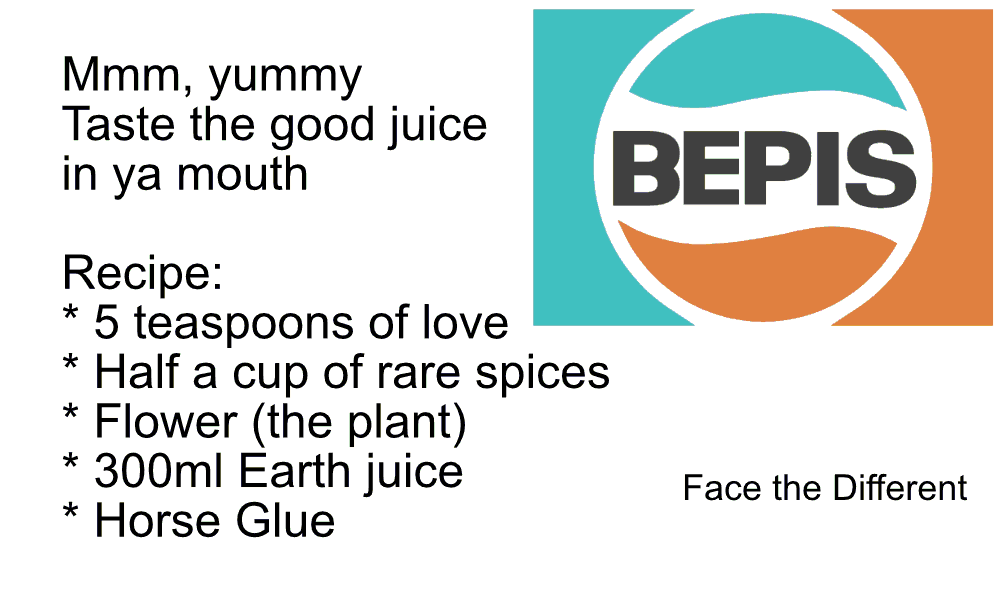 Mmm, yummy
Taste the good juice
in ya mouth
BEPIS
Recipe:
* 5 teaspoons of love
* Half a cup of rare spices
* Flower (the plant)
* 300ml Earth juice
* Horse Glue
Face the Different